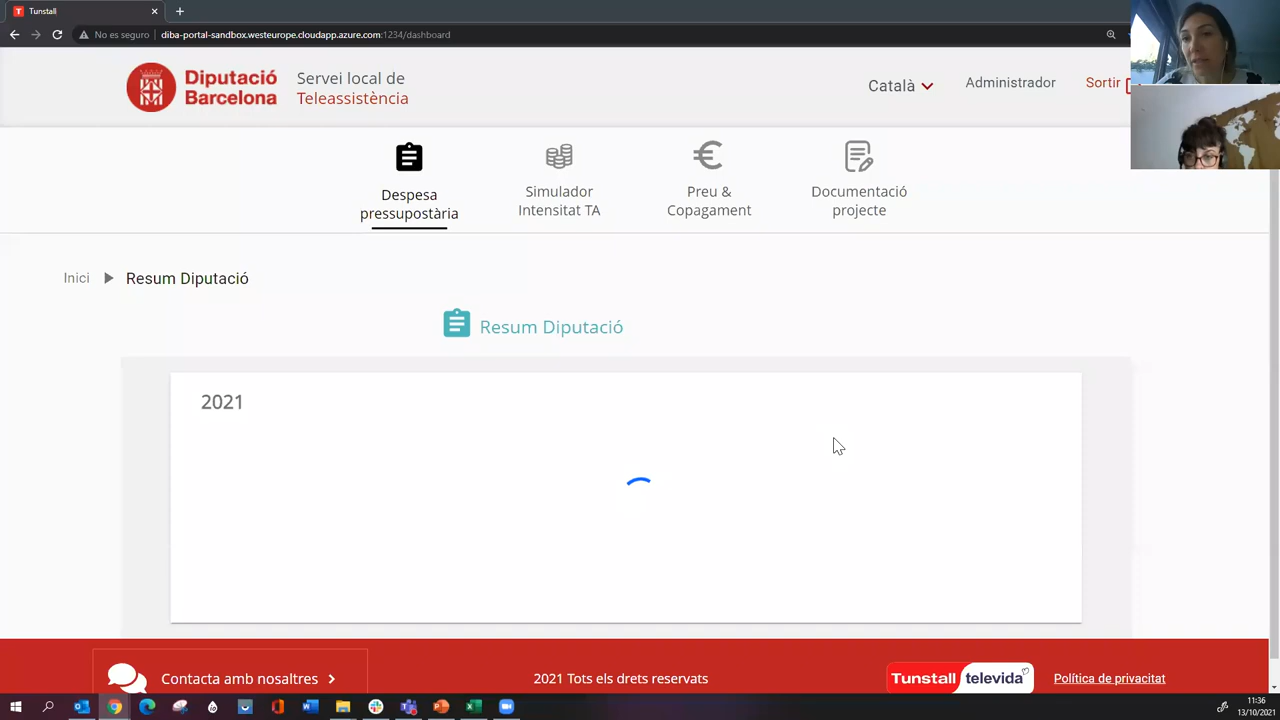 Tunstall
No es seguro
diba-portal-sandbox.westeurope.cloudapp.azure.com:1234/dashboard
Diputació
Barcelona
Servei local de
Teleassistència
Català
Administrador
Sortir
Despesa
pressupostària
Simulador
Intensitat TA
Preu &
Copagament
Documentació
projecte
Inici
Resum Diputació
Resum Diputació
2021
Contacta amb nosaltres
2021 Tots els drets reservats
Tunstall televida
Política de privacitat
11:36
13/10/2021